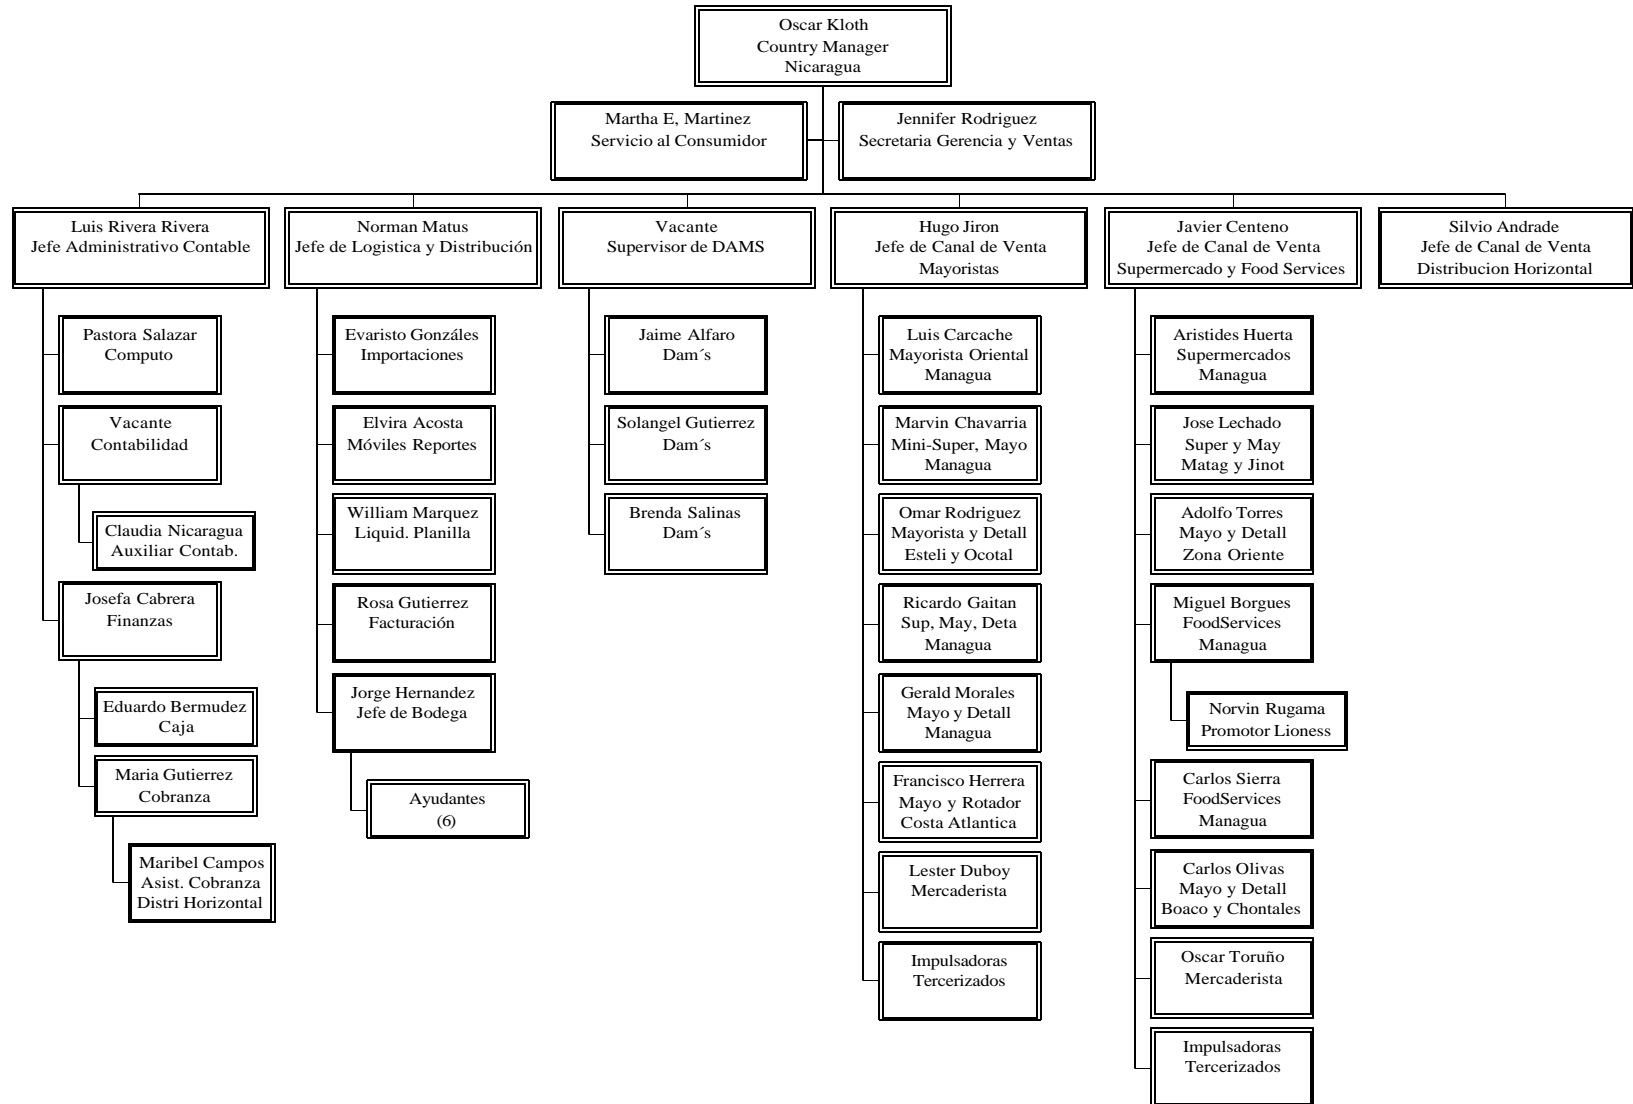 Oscar Kloth
Country Manager
Nicaragua
Martha E, Martinez
Servicio al Consumidor
Jennifer Rodriguez
Secretaria Gerencia y Ventas
Luis Rivera Rivera
Jefe Administrativo Contable
Norman Matus
Jefe de Logistica y Distribución
Vacante
Supervisor de DAMS
Hugo Jiron
Jefe de Canal de Venta
Mayoristas
Javier Centeno
Jefe de Canal de Venta
Supermercado y Food Services
Silvio Andrade
Jefe de Canal de Venta
Distribucion Horizontal
Pastora Salazar
Computo
Vacante
Contabilidad
Claudia Nicaragua
Auxiliar Contab.
Josefa Cabrera
Finanzas
Eduardo Bermudez
Caja
Maria Gutierrez
Cobranza
Maribel Campos
Asist. Cobranza
Distri Horizontal
Evaristo Gonzáles
Importaciones
Elvira Acosta
Móviles Reportes
William Marquez
Liquid. Planilla
Rosa Gutierrez
Facturación
Jorge Hernandez
Jefe de Bodega
Ayudantes
(6)
Jaime Alfaro
Dam´s
Solangel Gutierrez
Dam´s
Brenda Salinas
Dam´s
Luis Carcache
Mayorista Oriental
Managua
Marvin Chavarria
Mini-Super, Mayo
Managua
Omar Rodriguez
Mayorista y Detall
Esteli y Ocotal
Ricardo Gaitan
Sup, May, Deta
Managua
Gerald Morales
Mayo y Detall
Managua
Francisco Herrera
Mayo y Rotador
Costa Atlantica
Lester Duboy
Mercaderista
Impulsadoras
Tercerizados
Aristides Huerta
Supermercados
Managua
Jose Lechado
Super y May
Matag y Jinot
Adolfo Torres
Mayo y Detall
Zona Oriente
Miguel Borgues
FoodServices
Managua
Norvin Rugama
Promotor Lioness
Carlos Sierra
FoodServices
Managua
Carlos Olivas
Mayo y Detall
Boaco y Chontales
Oscar Toruño
Mercaderista
Impulsadoras
Tercerizados